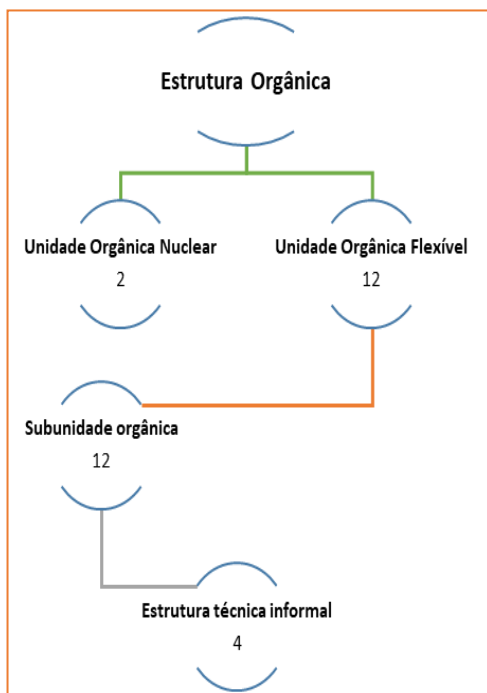 Estrutura Orgânica
Unidade Orgânica Nuclear
2
Unidade Orgânica Flexível
12
Subunidade orgânica
12
Estrutura técnica informal
4